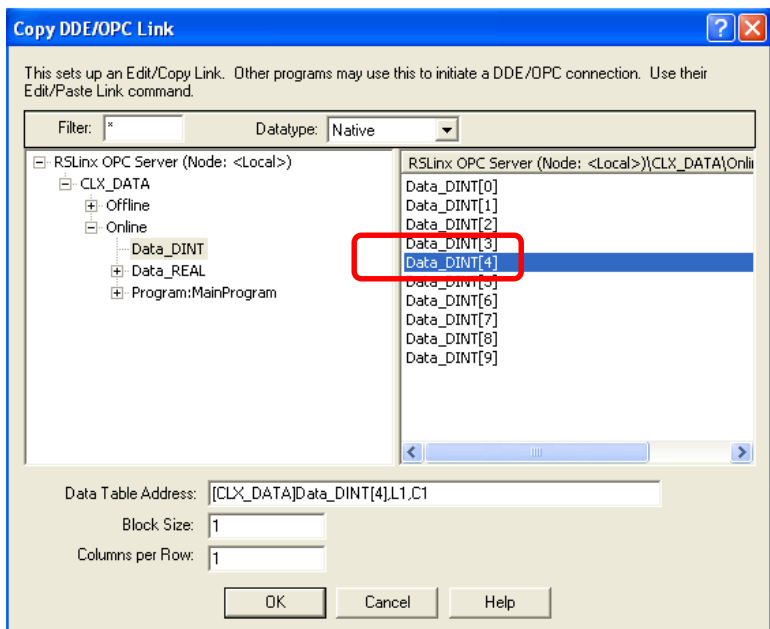 Copy DDE/OPC Link
This sets up an Edit/Copy Link. Other programs may use this to initiate a DDE/OPC connection. Use their
Edit/Paste Link command.
Filter: * Datatype: Native
RSLinx OPC Server (Node: <Local>)
CLX_DATA
Offline
Online
Data_DINT
Data_REAL
Program:MainProgram
RSLinx OPC Server (Node: <Local>)\CLX_DATA\Onli
Data_DINT[0]
Data_DINT[1]
Data_DINT[2]
Data_DINT[3]
Data_DINT[4]
Data_DINT[5]
Data_DINT[6]
Data_DINT[7]
Data_DINT[8]
Data_DINT[9]
Data Table Address: [CLX_DATA]Data_DINT[4],L1,C1
Block Size: 1
Columns per Row: 1
OK Cancel Help